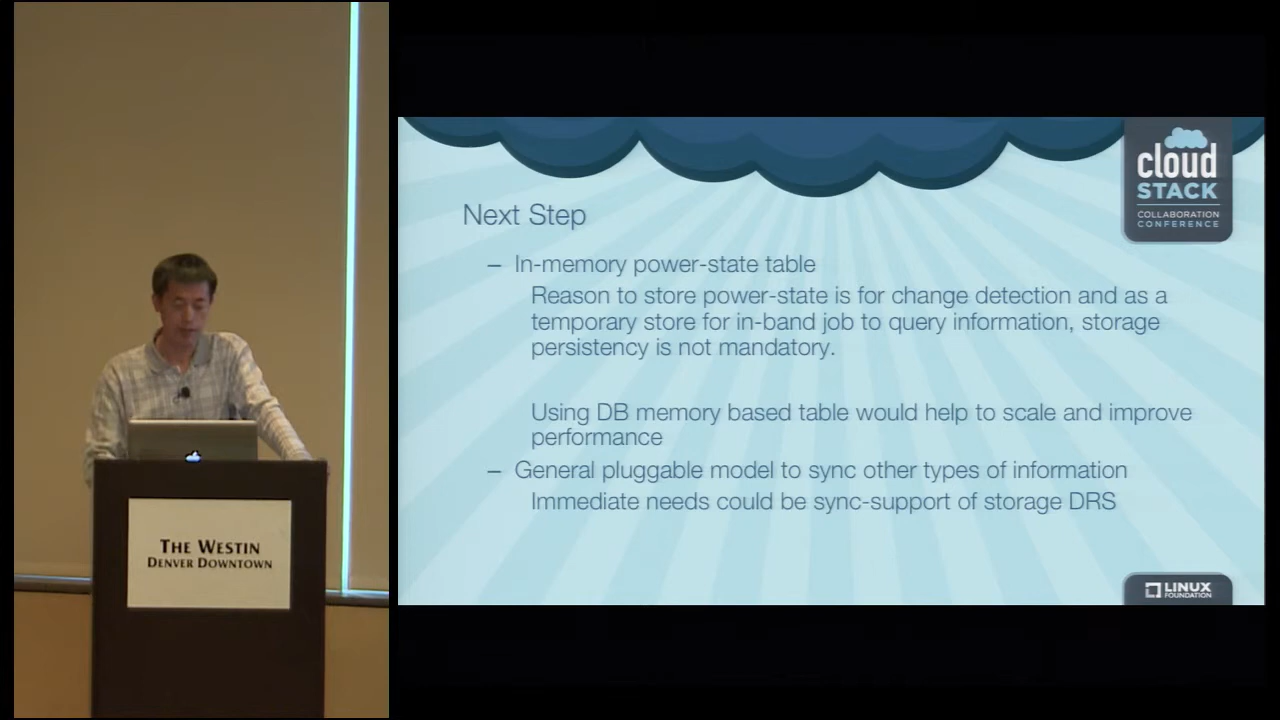 THE WESTIN
DENVER DOWNTOWN
cloud
STACK
COLLABORATION
CONFERENCE
Next Step
– In-memory power-state table
Reason to store power-state is for change detection and as a
temporary store for in-band job to query information, storage
persistency is not mandatory.
Using DB memory based table would help to scale and improve
performance
– General pluggable model to sync other types of information
Immediate needs could be sync-support of storage DRS
LINUX
FOUNDATION